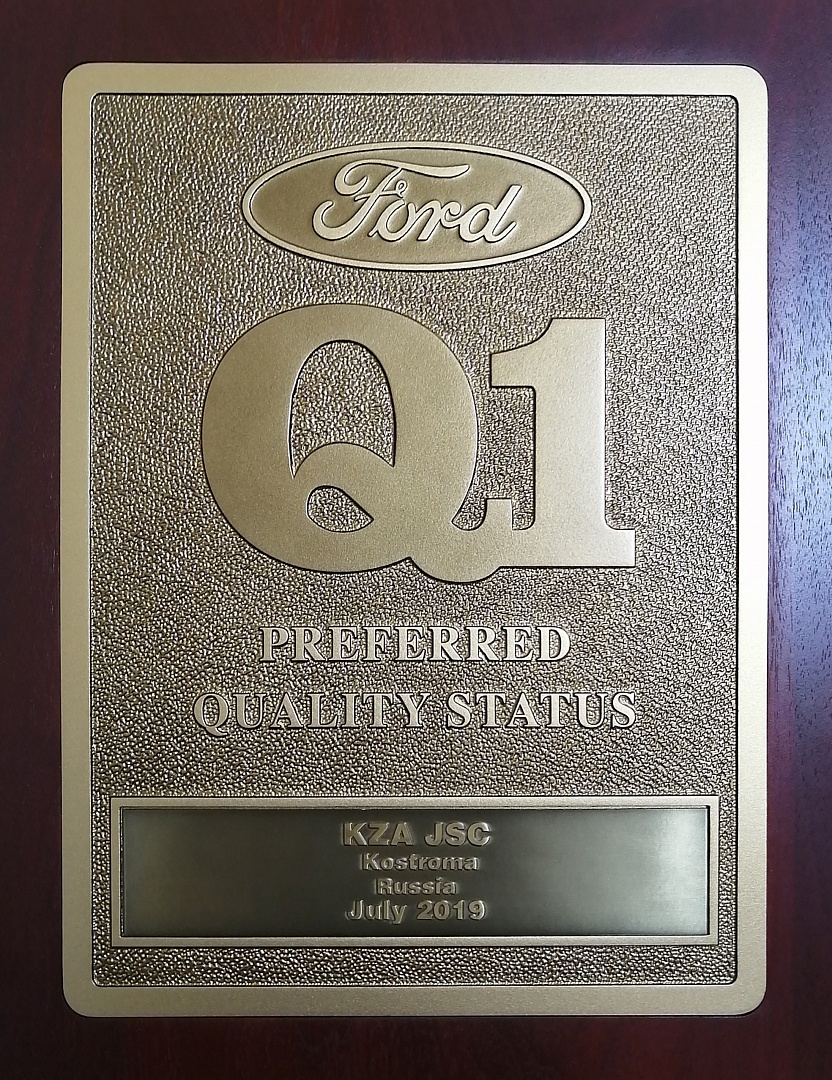 Ford
Q1
PREFERRED
QUALITY STATUS
KZA JSC
Kostroma
Russia
July 2019